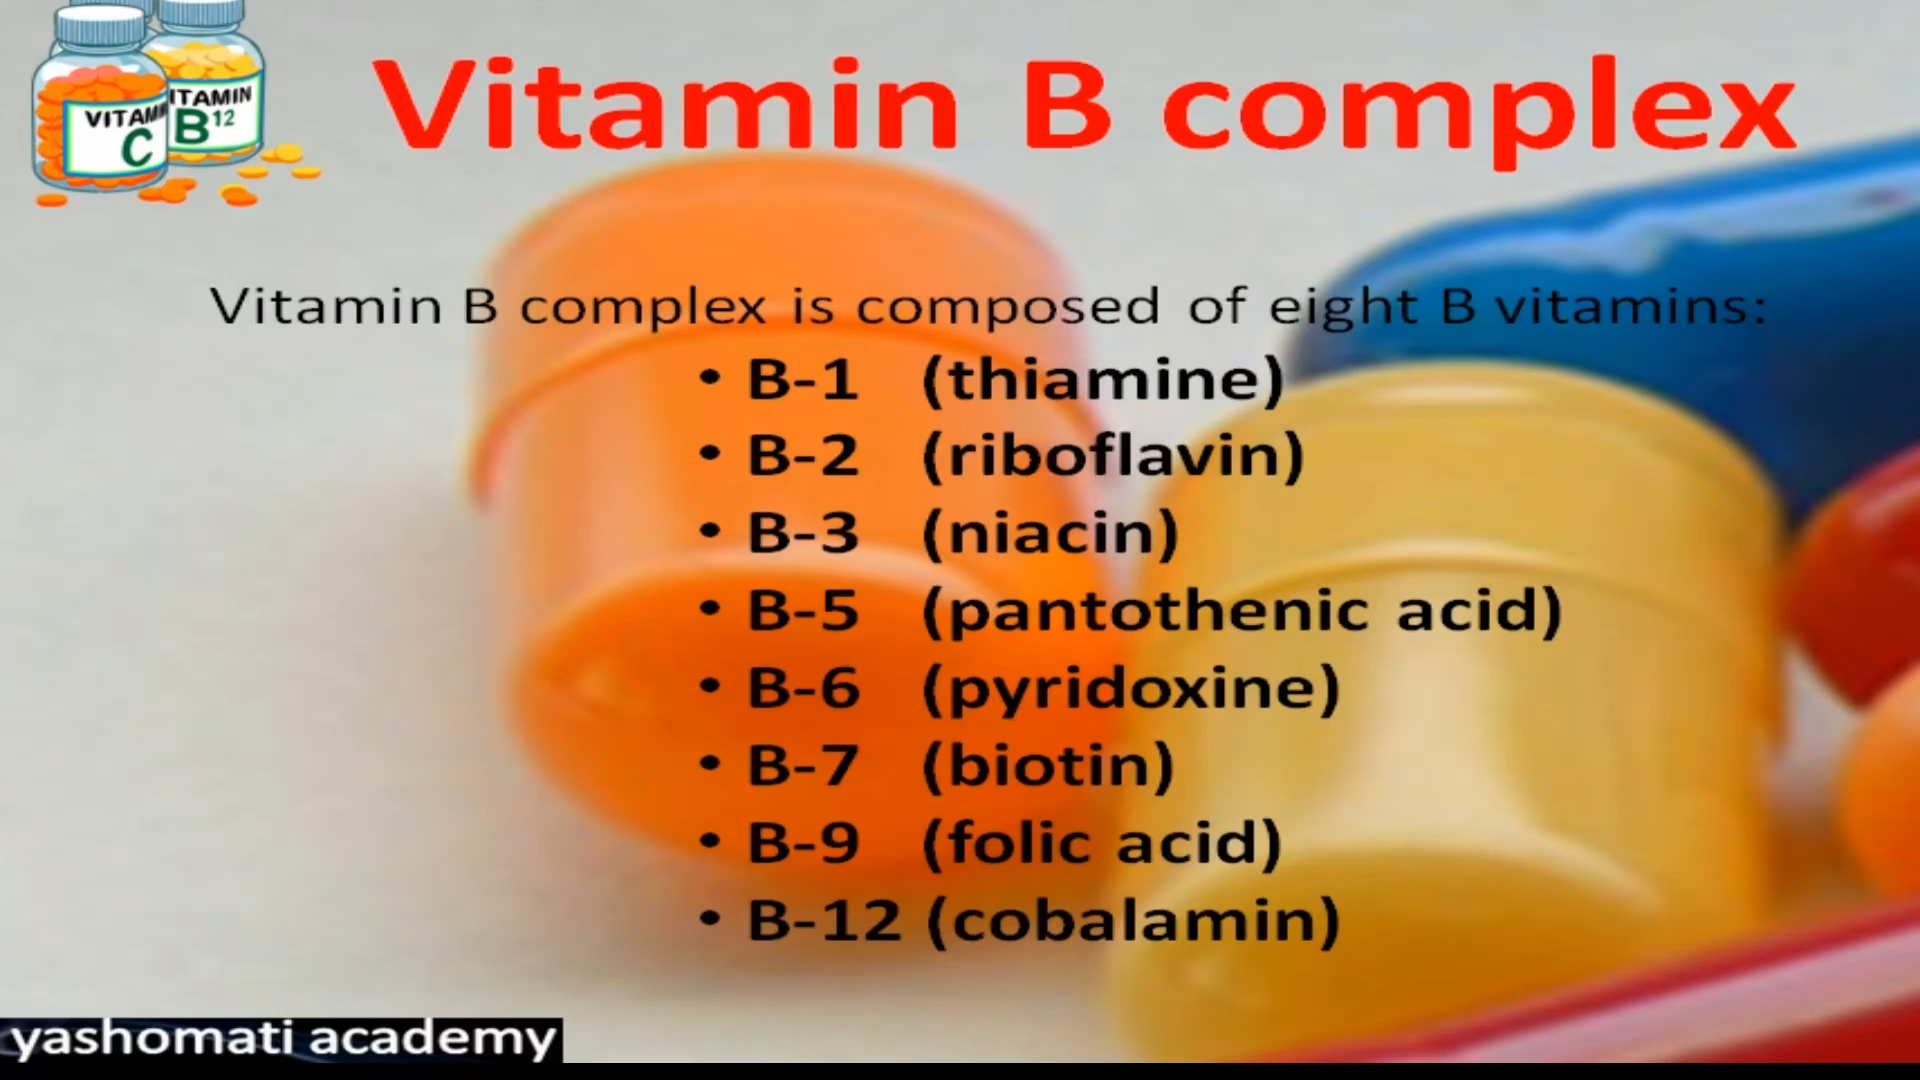 VITAMIN
C
VITAMIN
B12
Vitamin B complex
Vitamin B complex is composed of eight B vitamins:
• B-1 (thiamine)
• B-2 (riboflavin)
• B-3 (niacin)
• B-5 (pantothenic acid)
• B-6 (pyridoxine)
• B-7 (biotin)
• B-9 (folic acid)
• B-12 (cobalamin)
yashomati academy